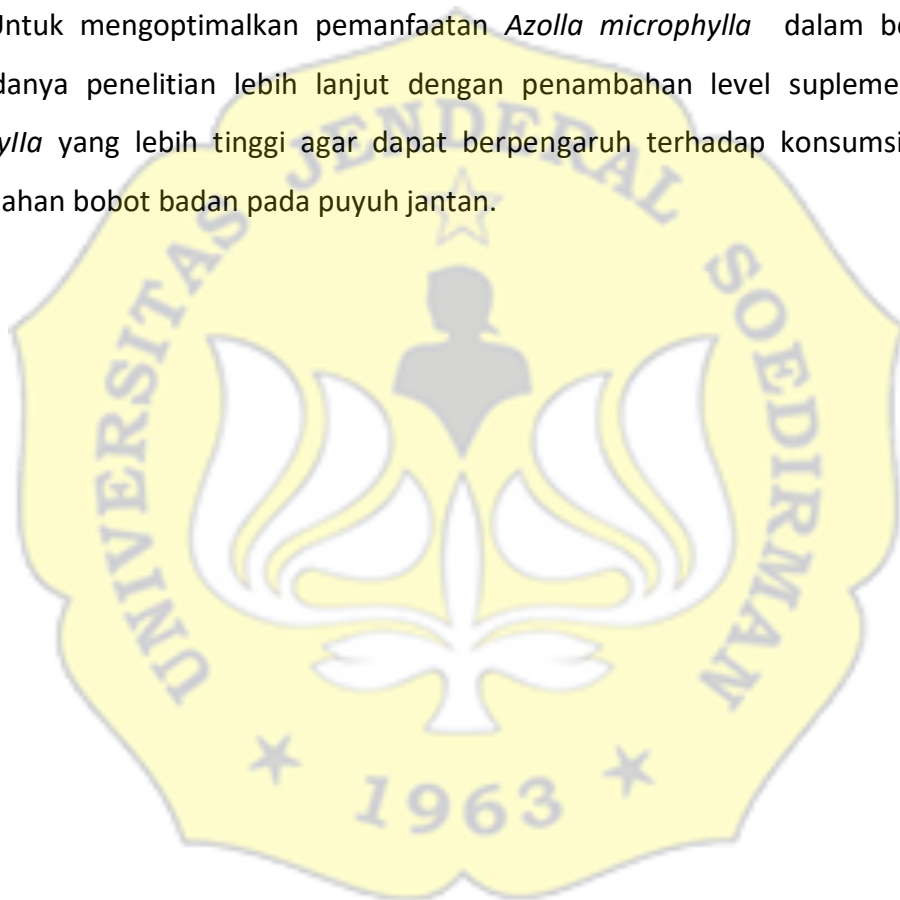 Untuk mengoptimalkan pemanfaatan Azolla microphylla dalam be
danya penelitian lebih lanjut dengan penambahan level supleme
ylla yang lebih tinggi agar dapat berpengaruh terhadap konsumsi
ahan bobot badan pada puyuh jantan.
UNIVERSITAS JENDERAL SOEDIRMAN
1963